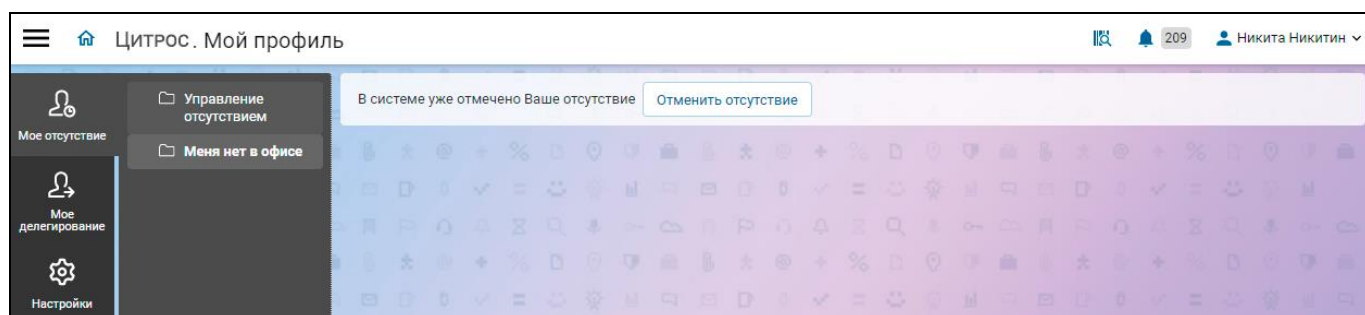 Цитрос. Мой профиль
209
Никита Никитин
Мое отсутствие
Управление
отсутствием
Меня нет в офисе
В системе уже отмечено Ваше отсутствие
Отменить отсутствие
Мое
делегирование
Настройки